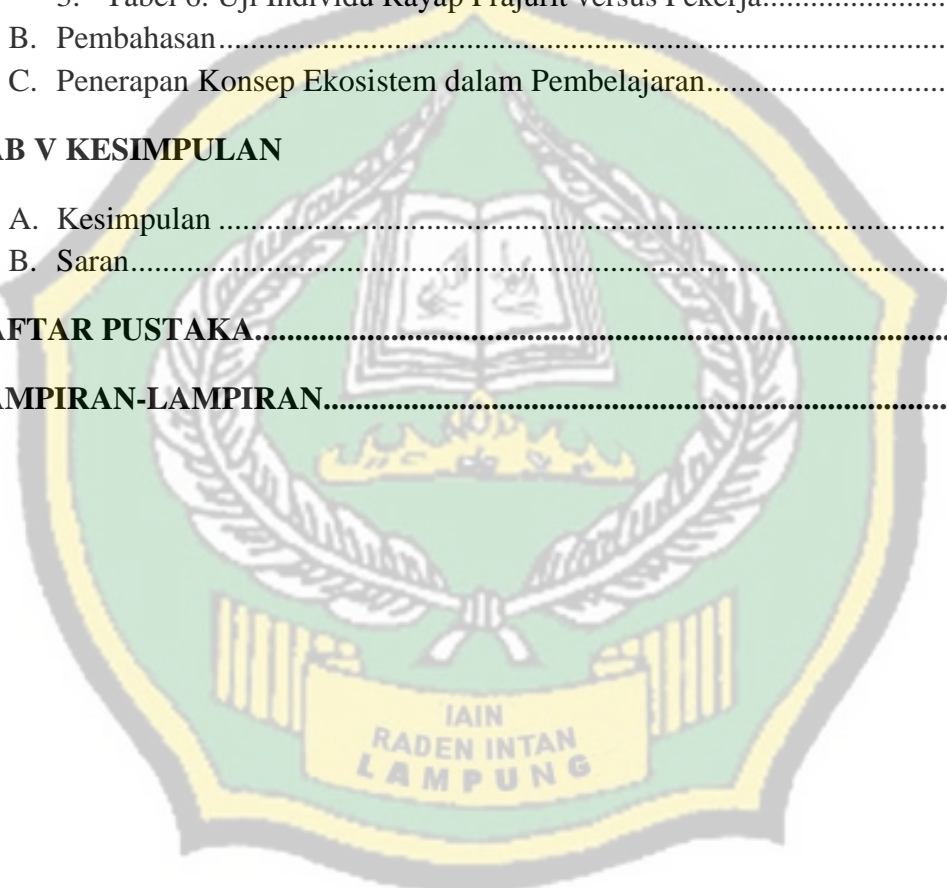 Tabel 6. Uji Individu Rayap Prajurit versus Pekerja..........................
B. Pembahasan..........................................................................................
C. Penerapan Konsep Ekosistem dalam Pembelajaran..............................
AB V KESIMPULAN
A. Kesimpulan ..........................................................................................
B. Saran.....................................................................................................
AFTAR PUSTAKA.....................................................................................
AMPIRAN-LAMPIRAN............................................................................
IAIN
RADEN INTAN
LAMPUNG